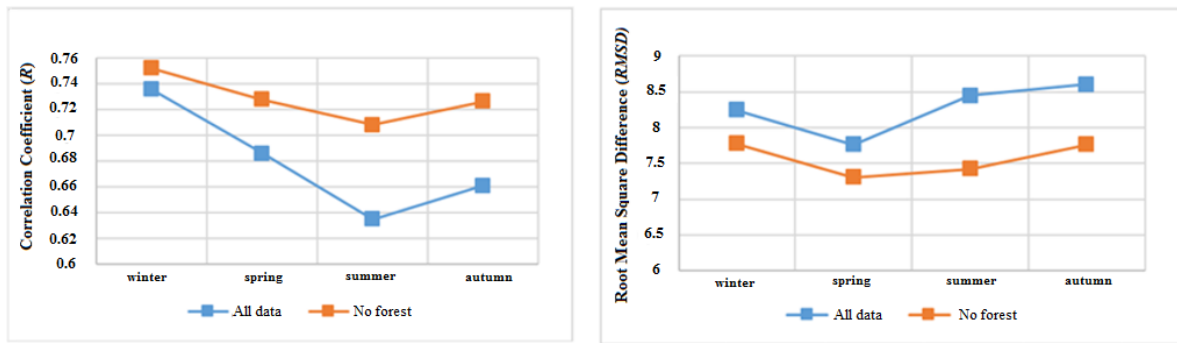 Correlation Coefficient (R)
0.76
0.74
0.72
0.7
0.68
0.66
0.64
0.62
0.6
winter spring summer autumn
All data No forest
Root Mean Square Difference (RMSD)
9
8.5
8
7.5
7
6.5
6
winter spring summer autumn
All data No forest